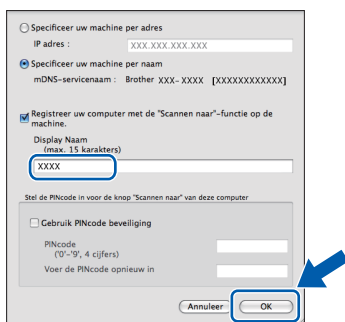 Specificeer uw machine per adres
IP adres : XXX.XXX.XXX.XXX
Specificeer uw machine per naam
mDNS-servicenaam : Brother XXX-XXXX [XXXXXXXXXXXX]
Registreer uw computer met de "Scannen naar"-functie op de
machine.
Display Naam
(max. 15 karakters)
XXXX
Stel de PINcode in voor de knop "Scannen naar" van deze computer
Gebruik PINcode beveiliging
PINcode
('0'-'9', 4 cijfers)
Voer de PINcode opnieuw in
Annuleer OK